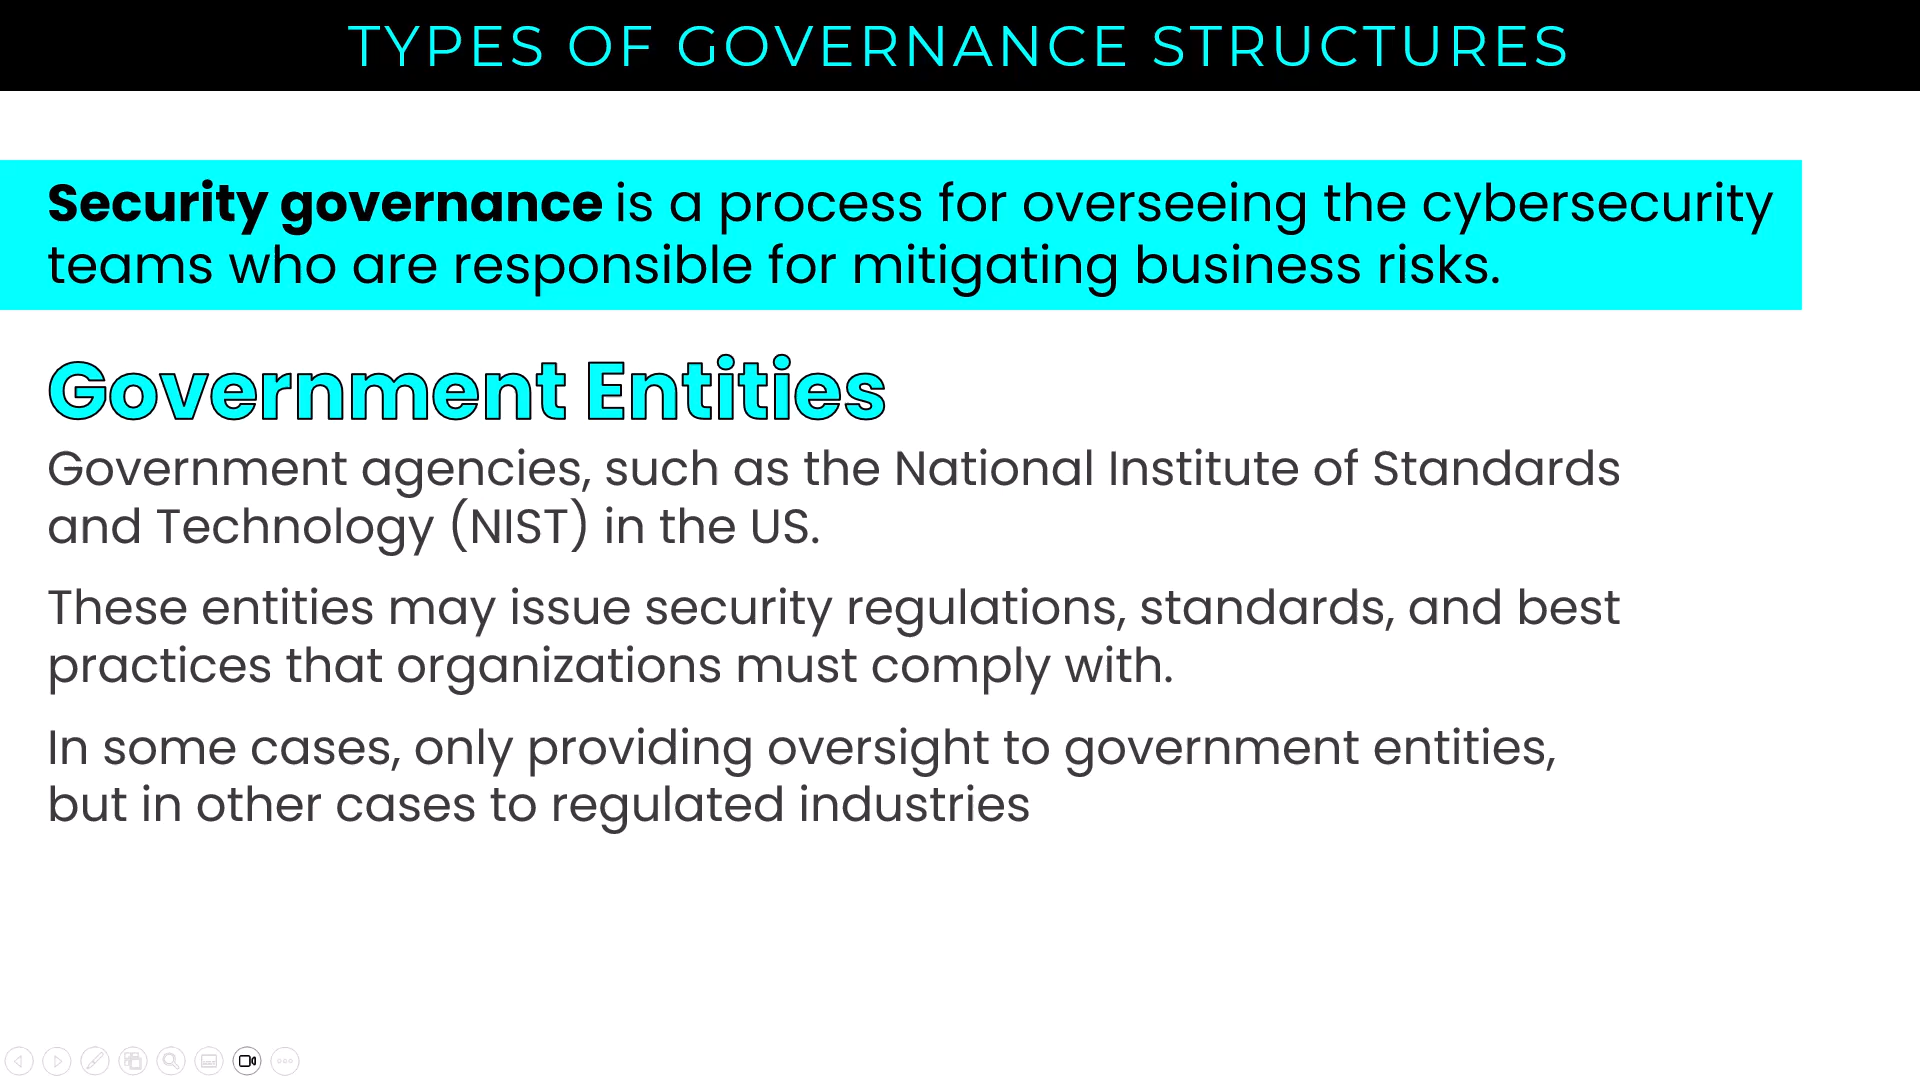 TYPES OF GOVERNANCE STRUCTURES
Security governance is a process for overseeing the cybersecurity
teams who are responsible for mitigating business risks.
Government Entities
Government agencies, such as the National Institute of Standards
and Technology (NIST) in the US.
These entities may issue security regulations, standards, and best
practices that organizations must comply with.
In some cases, only providing oversight to government entities,
but in other cases to regulated industries